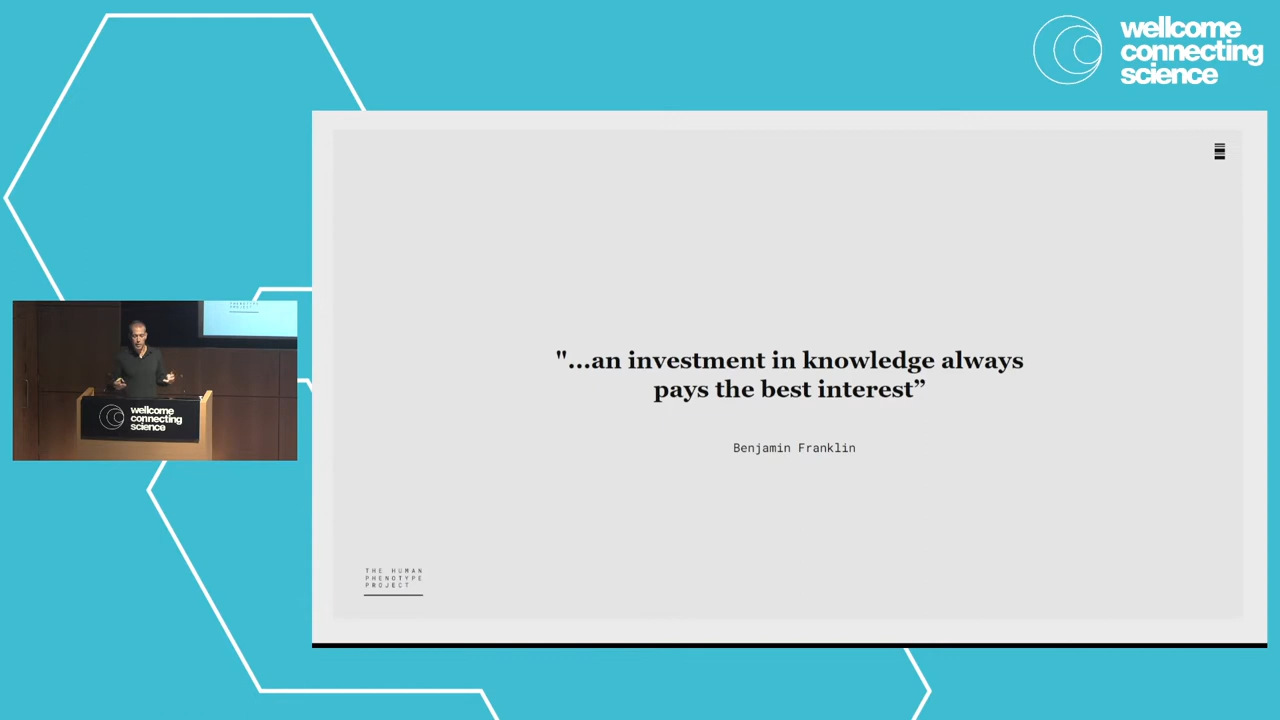 wellcome
connecting
science
"...an investment in knowledge always
pays the best interest”
Benjamin Franklin
THE HUMAN
PHENOTYPE
PROJECT
wellcome
connecting
science